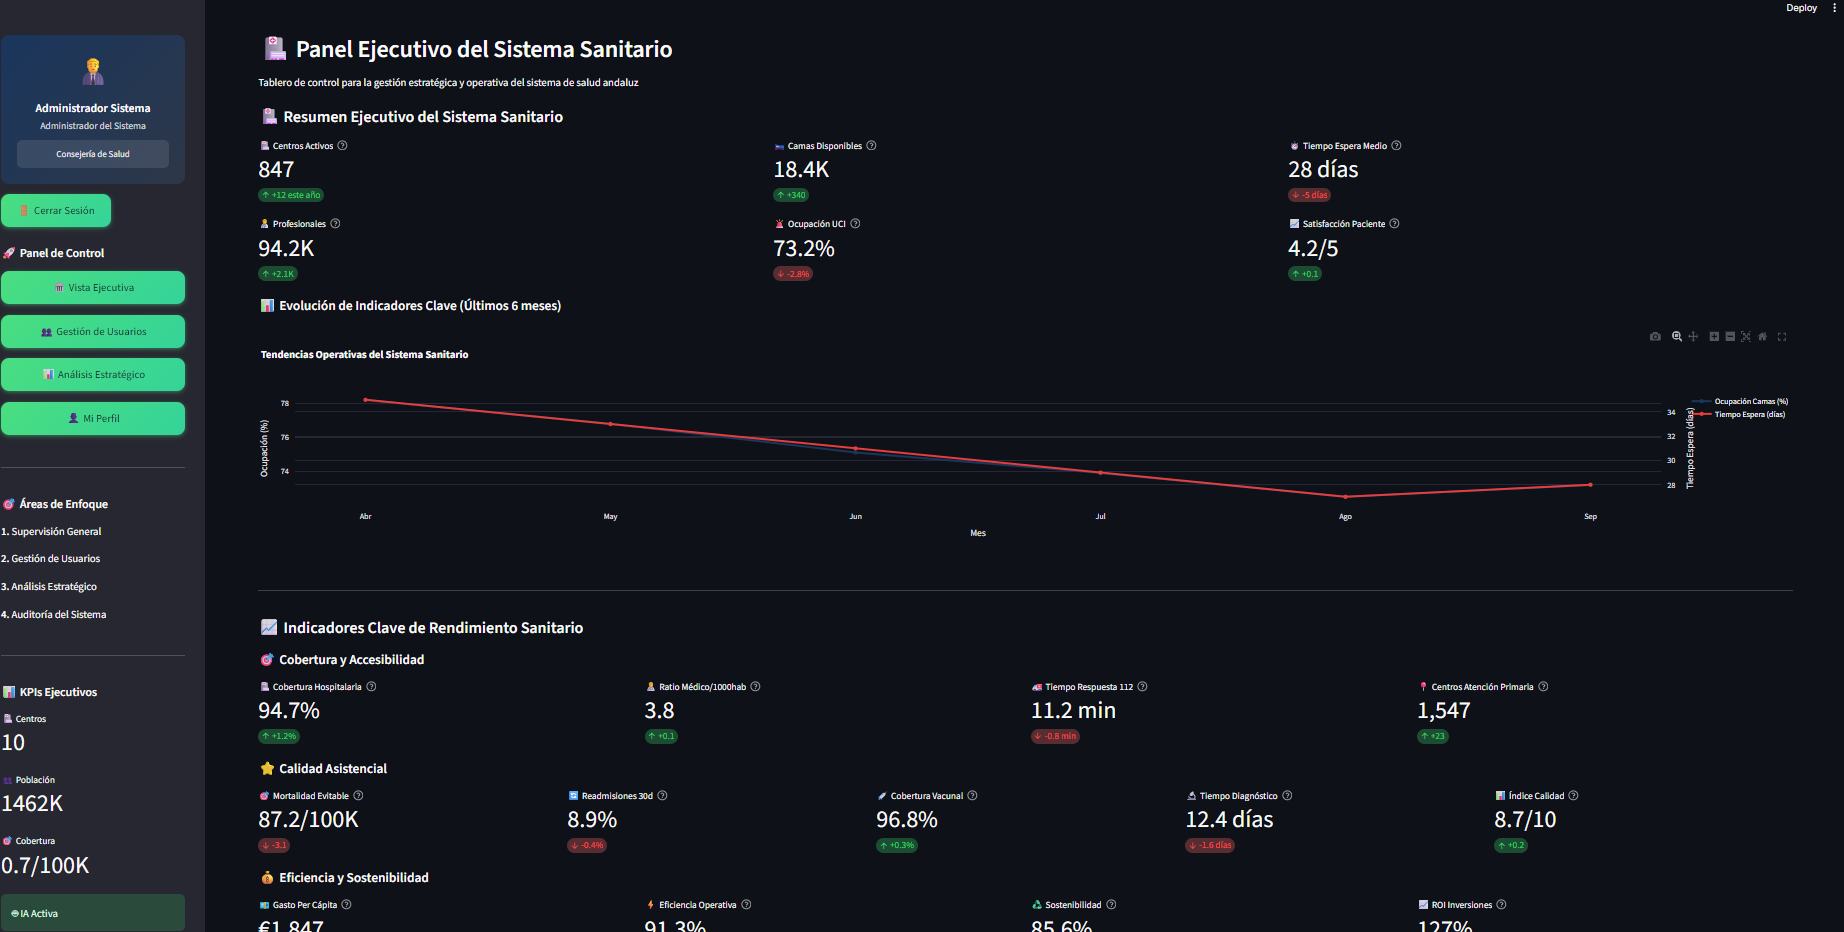 Deploy
Administrador Sistema
Administrador del Sistema
Consejería de Salud
Cerrar Sesión
Panel de Control
Vista Ejecutiva
Gestión de Usuarios
Análisis Estratégico
Mi Perfil
Áreas de Enfoque
1. Supervisión General
2. Gestión de Usuarios
3. Análisis Estratégico
4. Auditoría del Sistema
KPIs Ejecutivos
Centros
10
Población
1462K
Cobertura
0.7/100K
IA Activa
Panel Ejecutivo del Sistema Sanitario
Tablero de control para la gestión estratégica y operativa del sistema de salud andaluz
Resumen Ejecutivo del Sistema Sanitario
Centros Activos
847
+12 este año
Camas Disponibles
18.4K
+340
Tiempo Espera Medio
28 días
-5 días
Profesionales
94.2K
+2.1K
Ocupación UCI
73.2%
-2.8%
Satisfacción Paciente
4.2/5
+0.1
Evolución de Indicadores Clave (Últimos 6 meses)
Tendencias Operativas del Sistema Sanitario
Ocupación (%)
78
76
74
Abr
May
Jun
Jul
Ago
Sep
Mes
34
32
30
28
Tiempo Espera (días)
Ocupación Camas (%)
Tiempo Espera (días)
Indicadores Clave de Rendimiento Sanitario
Cobertura y Accesibilidad
Cobertura Hospitalaria
94.7%
+1.2%
Ratio Médico/1000hab
3.8
+0.1
Tiempo Respuesta 112
11.2 min
-0.8 min
Centros Atención Primaria
1,547
+23
Calidad Asistencial
Mortalidad Evitable
87.2/100K
-3.1
Readmisiones 30d
8.9%
-0.4%
Cobertura Vacunal
96.8%
+0.3%
Tiempo Diagnóstico
12.4 días
-1.6 días
Índice Calidad
8.7/10
+0.2
Eficiencia y Sostenibilidad
Gasto Per Cápita
€1,847
Eficiencia Operativa
91.3%
Sostenibilidad
85.6%
ROI Inversiones
127%